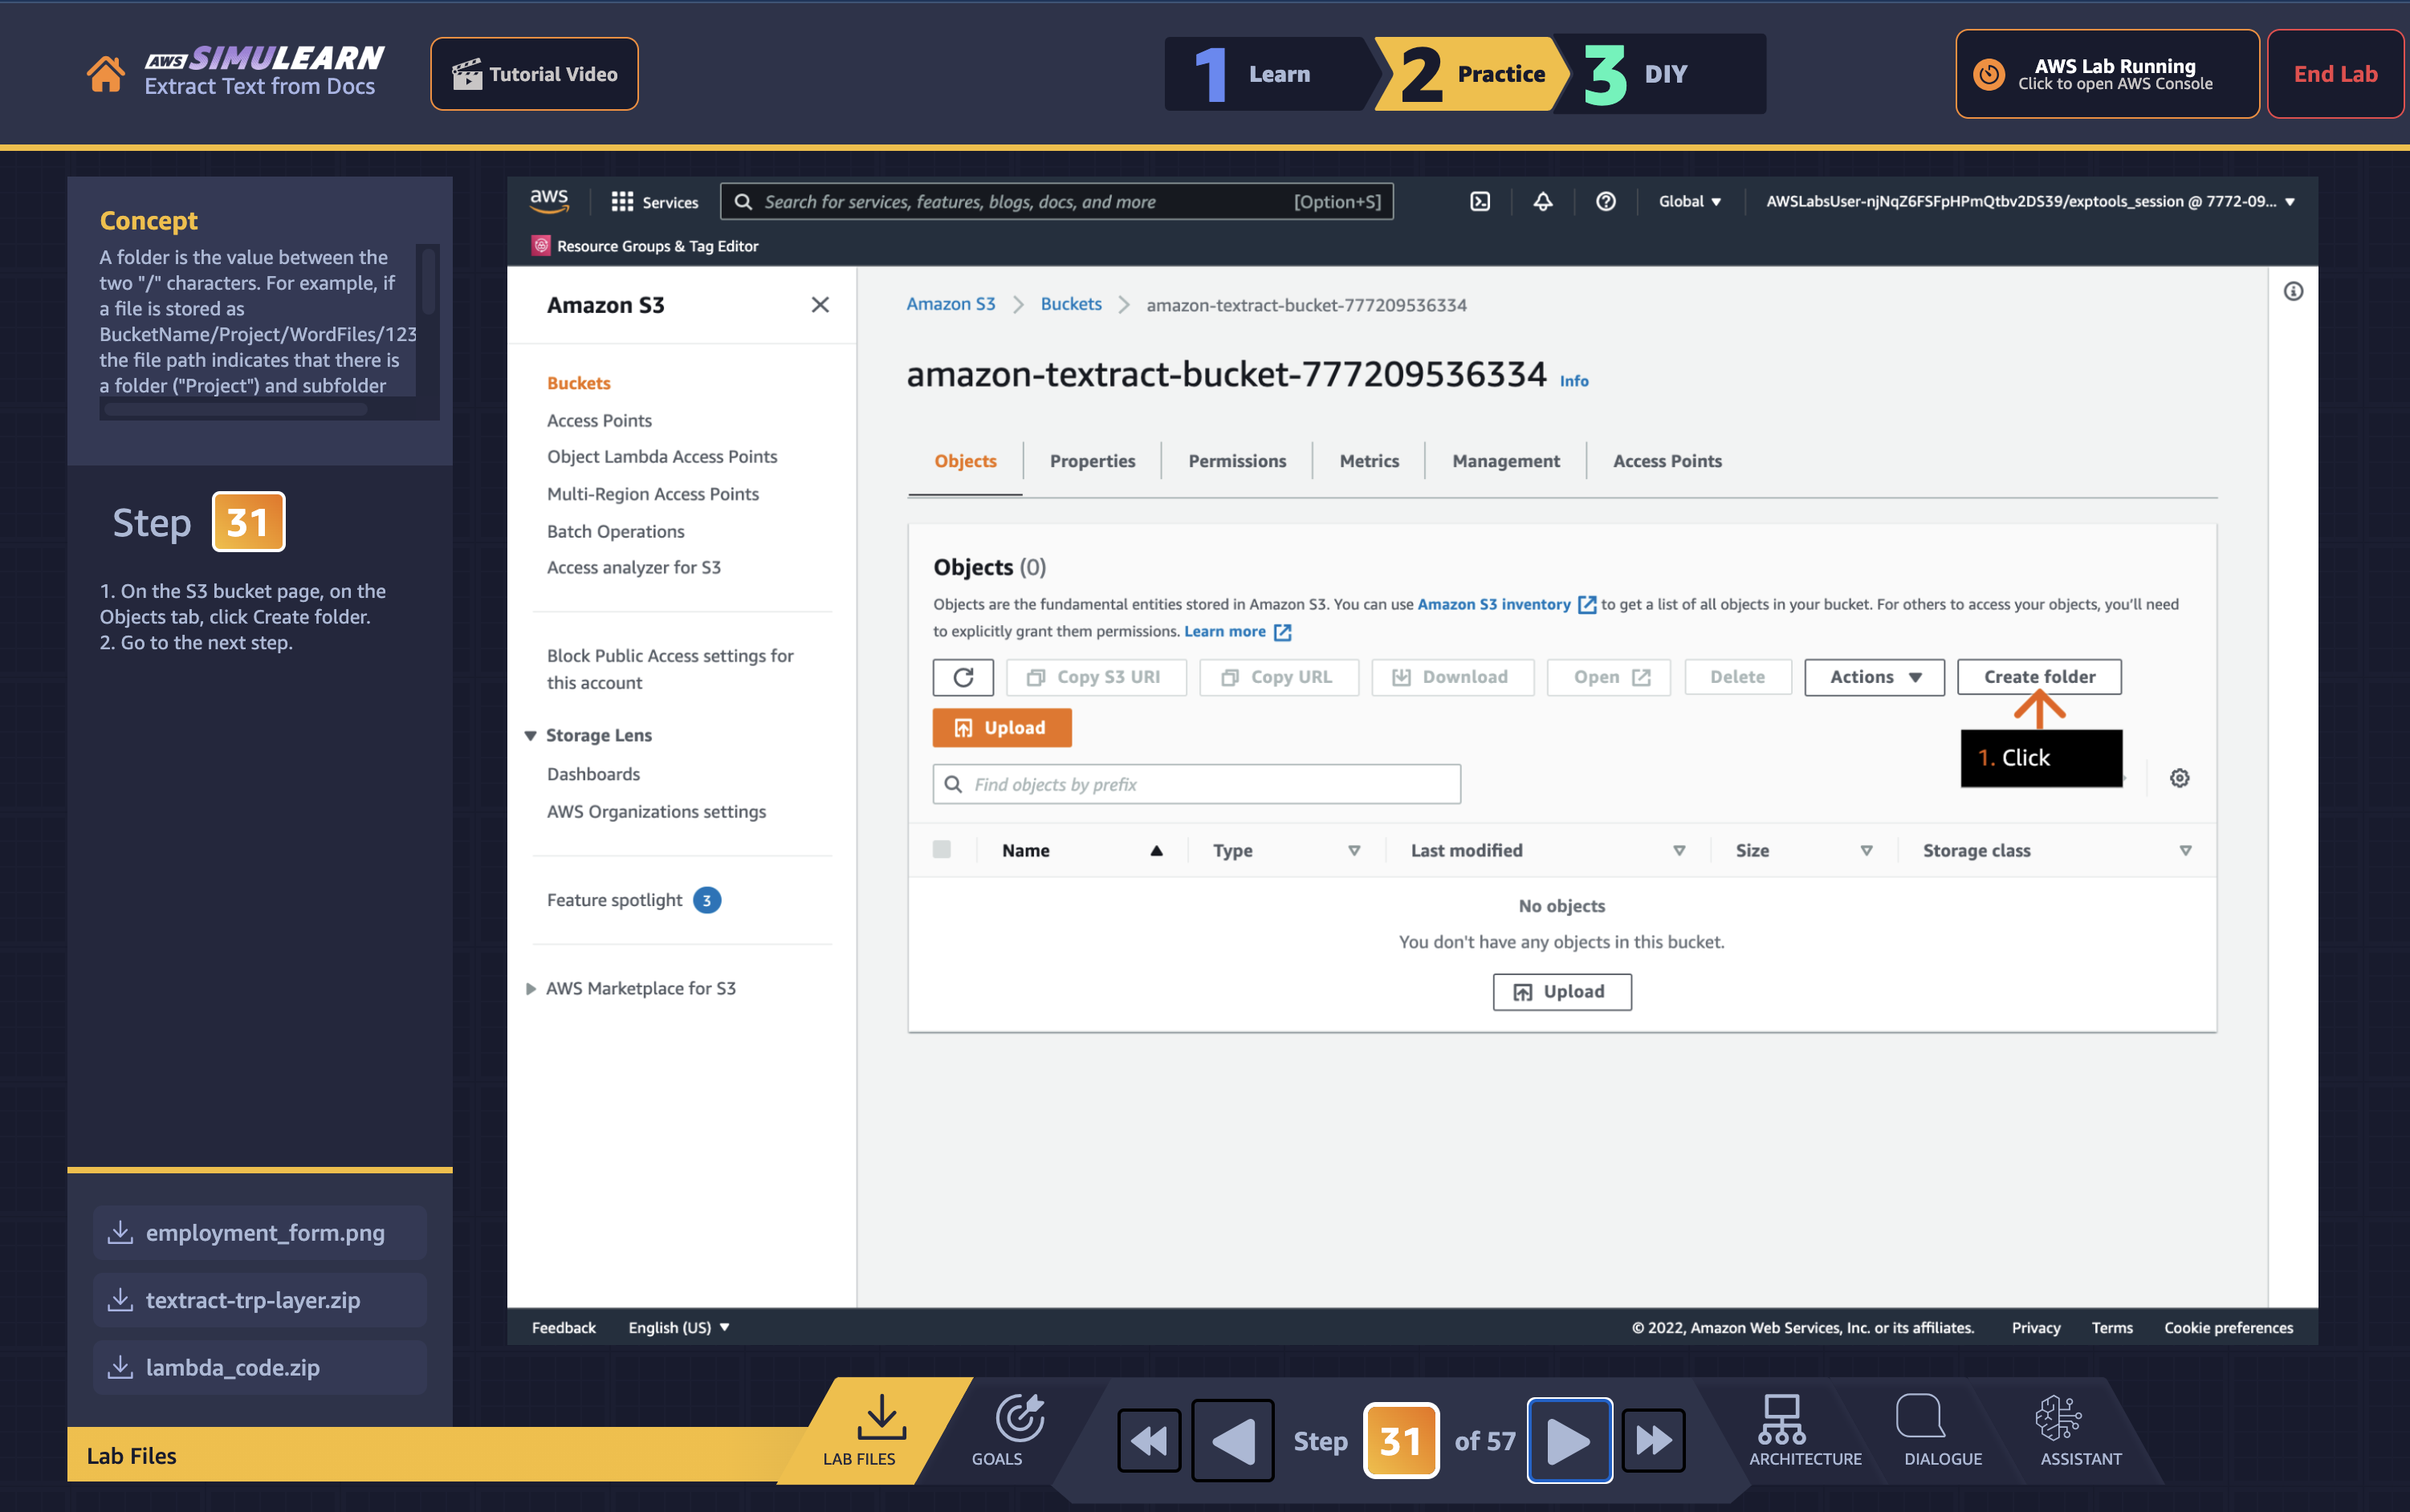 aws SIMULEARN
Extract Text from Docs
Tutorial Video
1 Learn
2 Practice
3 DIY
AWS Lab Running
Click to open AWS Console
End Lab
Concept
A folder is the value between the
two "/" characters. For example, if
a file is stored as
BucketName/Project/WordFiles/123
the file path indicates that there is
a folder ("Project") and subfolder
Step 31
1. On the S3 bucket page, on the
Objects tab, click Create folder.
2. Go to the next step.
employment_form.png
textract-trp-layer.zip
lambda_code.zip
Lab Files
aws
Services
Search for services, features, blogs, docs, and more
[Option+S]
Global
AWSLabsUser-njNqZ6FSFpHPmQtbv2DS39/exptools_session @ 7772-09...
Resource Groups & Tag Editor
Amazon S3
Buckets
Access Points
Object Lambda Access Points
Multi-Region Access Points
Batch Operations
Access analyzer for S3
Block Public Access settings for
this account
Storage Lens
Dashboards
AWS Organizations settings
Feature spotlight 3
AWS Marketplace for S3
Amazon S3 > Buckets > amazon-textract-bucket-777209536334
amazon-textract-bucket-777209536334 Info
Objects
Properties
Permissions
Metrics
Management
Access Points
Objects (0)
Objects are the fundamental entities stored in Amazon S3. You can use Amazon S3 inventory to get a list of all objects in your bucket. For others to access your objects, you'll need
to explicitly grant them permissions. Learn more
Copy S3 URI
Copy URL
Download
Open
Delete
Actions
Create folder
Upload
1. Click
Find objects by prefix
Name
Type
Last modified
Size
Storage class
No objects
You don't have any objects in this bucket.
Upload
Feedback
English (US)
© 2022, Amazon Web Services, Inc. or its affiliates.
Privacy
Terms
Cookie preferences
LAB FILES
GOALS
Step 31 of 57
ARCHITECTURE
DIALOGUE
ASSISTANT